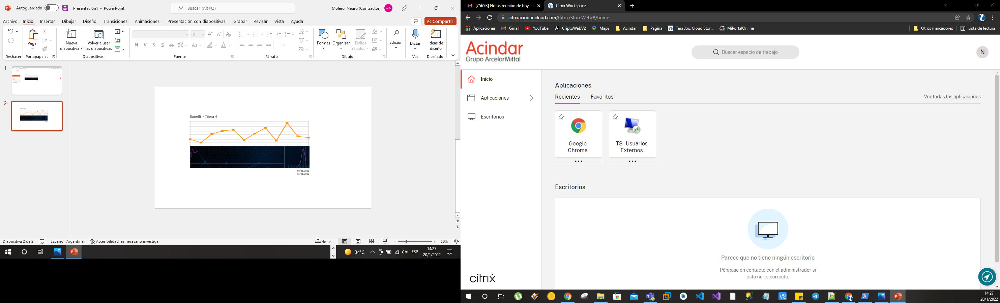 Autoguardado
Presentación1 - PowerPoint
Buscar (Alt+Q)
Molero, Neuro (Contractor)
MN
Archivo Inicio Insertar Dibujar Diseño Transiciones Animaciones Presentación con diapositivas Grabar Revisar Vista Ayuda
Compartir
Pegar
Nueva diapositiva
Volver a usar las diapositivas
18
N K S S ab AV Aa A
Formas Organizar Estilos rápidos
Edición
Dictar
Ideas de diseño
Deshacer Portapapeles Diapositivas Fuente Párrafo Dibujo Voz Diseñador
1
2
Bonelli - Tijera 4
10/01/2022
15/01/2022
Diapositiva 2 de 2 Español (Argentina) Accesibilidad: es necesario investigar Notas 50%
34°C ESP 14:27
20/1/2022
[7565B] Notas reunión de hoy -
Citrix Workspace
citrixacindar.cloud.com/Citrix/StoreWeb/#/home
Aplicaciones Gmail YouTube CriptoWebV2 Maps Acindar Pagina TeraBox: Cloud Stor... MiPortalOnline Otros marcadores Lista de lectura
Acindar
Grupo ArcelorMittal
Buscar espacio de trabajo
N
Inicio
Aplicaciones
Escritorios
Aplicaciones
Recientes Favoritos Ver todas las aplicaciones
Google
Chrome
TS - Usuarios
Externos
Escritorios
Parece que no tiene ningún escritorio
Póngase en contacto con el administrador si
esto no es correcto.
citrix
14:27
20/1/2022